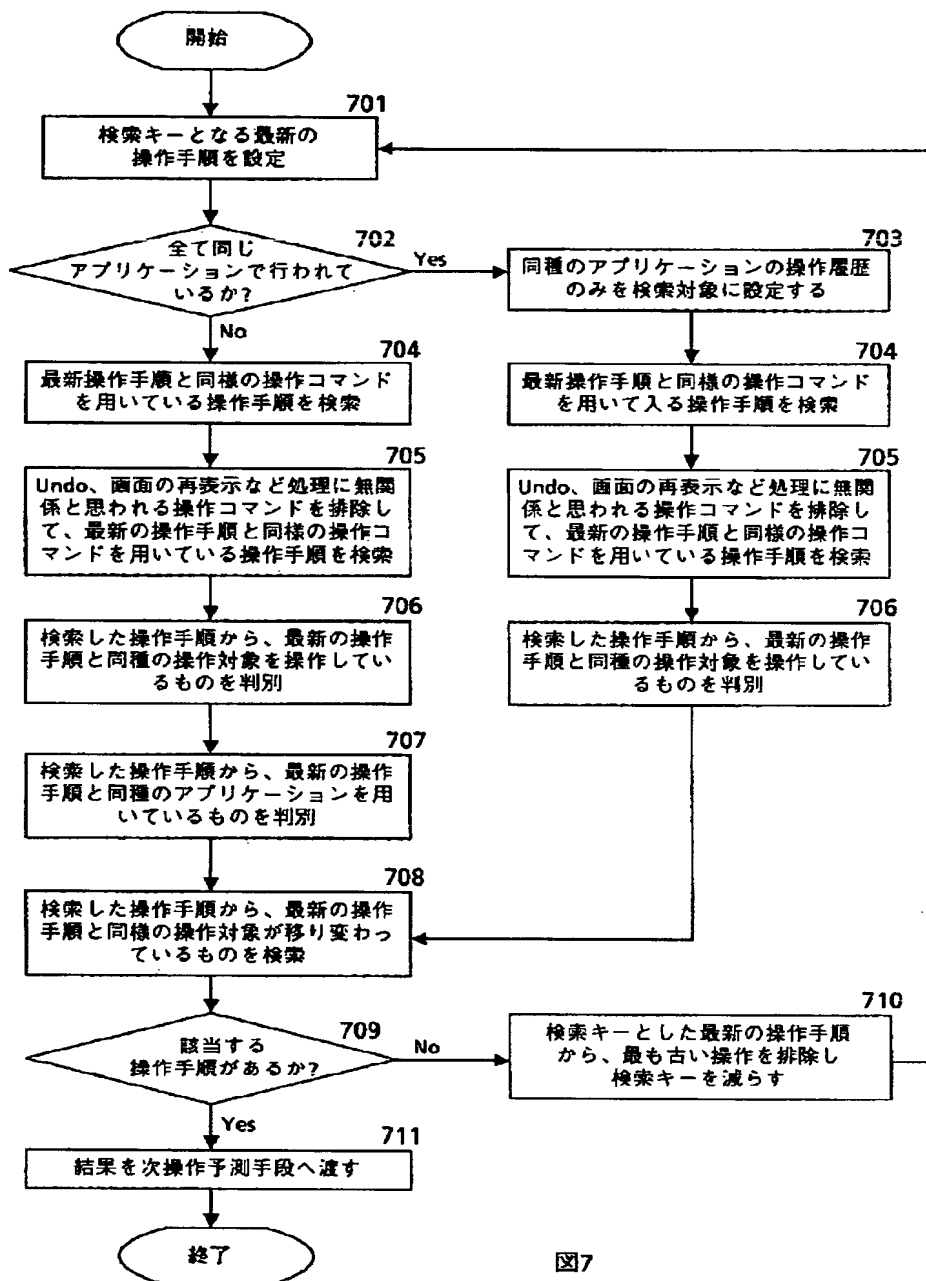 開始
701
検索キーとなる最新の
操作手順を設定
702
全て同じ
アプリケーションで行われて
いるか?
Yes
No
703
同種のアプリケーションの操作履歴
のみを検索対象に設定する
704
最新操作手順と同様の操作コマンド
を用いている操作手順を検索
704
最新操作手順と同様の操作コマンド
を用いて入る操作手順を検索
705
Undo、画面の再表示など処理に無関
係と思われる操作コマンドを排除し
て、最新の操作手順と同様の操作コ
マンドを用いている操作手順を検索
705
Undo、画面の再表示など処理に無関
係と思われる操作コマンドを排除し
て、最新の操作手順と同様の操作コ
マンドを用いている操作手順を検索
706
検索した操作手順から、最新の操作
手順と同種の操作対象を操作してい
るものを判別
706
検索した操作手順から、最新の操作
手順と同種の操作対象を操作してい
るものを判別
707
検索した操作手順から、最新の操作
手順と同種のアプリケーションを用
いているものを判別
708
検索した操作手順から、最新の操作
手順と同様の操作対象が移り変わっ
ているものを検索
709
該当する
操作手順があるか?
No
Yes
710
検索キーとした最新の操作手順
から、最も古い操作を排除し
検索キーを減らす
711
結果を次操作予測手段へ渡す
終了
図7